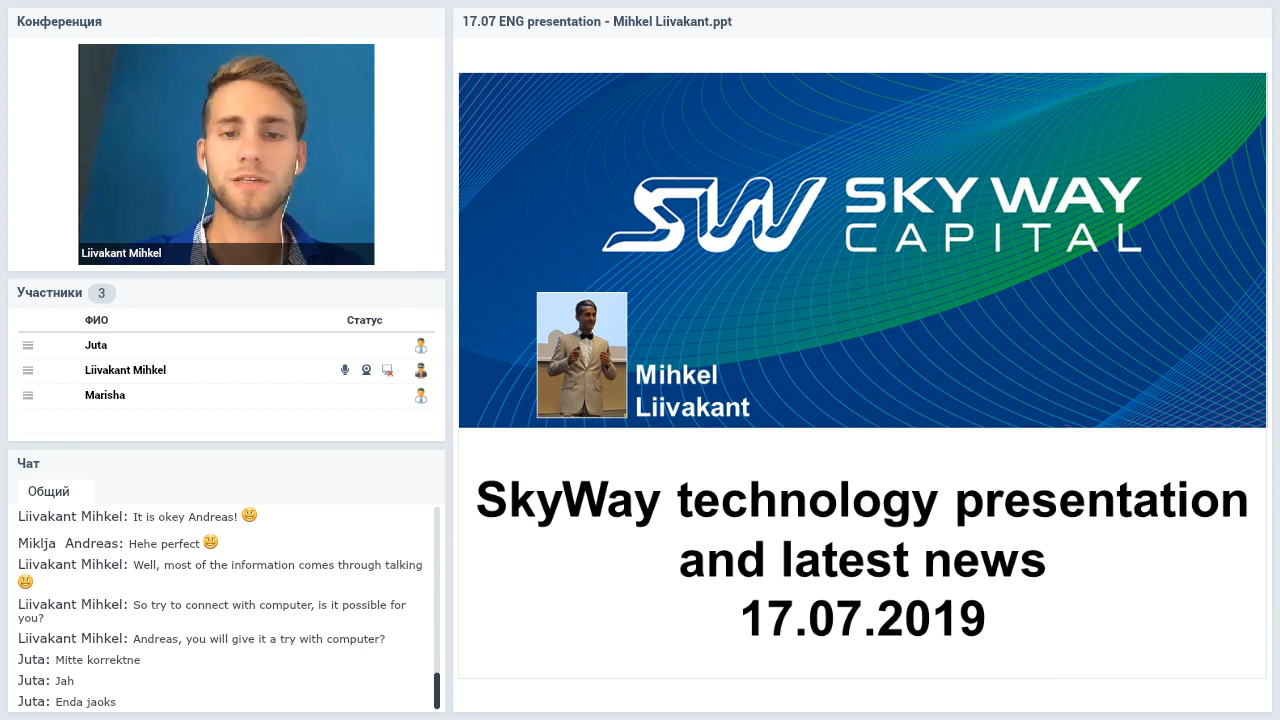 Конференция
Liivakant Mihkel
Участники 3
ФИО Статус
Juta
Liivakant Mihkel
Marisha
Чат
Общий
Liivakant Mihkel: It is okey Andreas!
Miklja Andreas: Hehe perfect
Liivakant Mihkel: Well, most of the information comes through talking
Liivakant Mihkel: So try to connect with computer, is it possible for
you?
Liivakant Mihkel: Andreas, you will give it a try with computer?
Juta: Mitte korrektne
Juta: Jah
Juta: Enda jaoks
17.07 ENG presentation - Mihkel Liivakant.ppt
SW SKY WAY
CAPITAL
Mihkel
Liivakant
SkyWay technology presentation
and latest news
17.07.2019